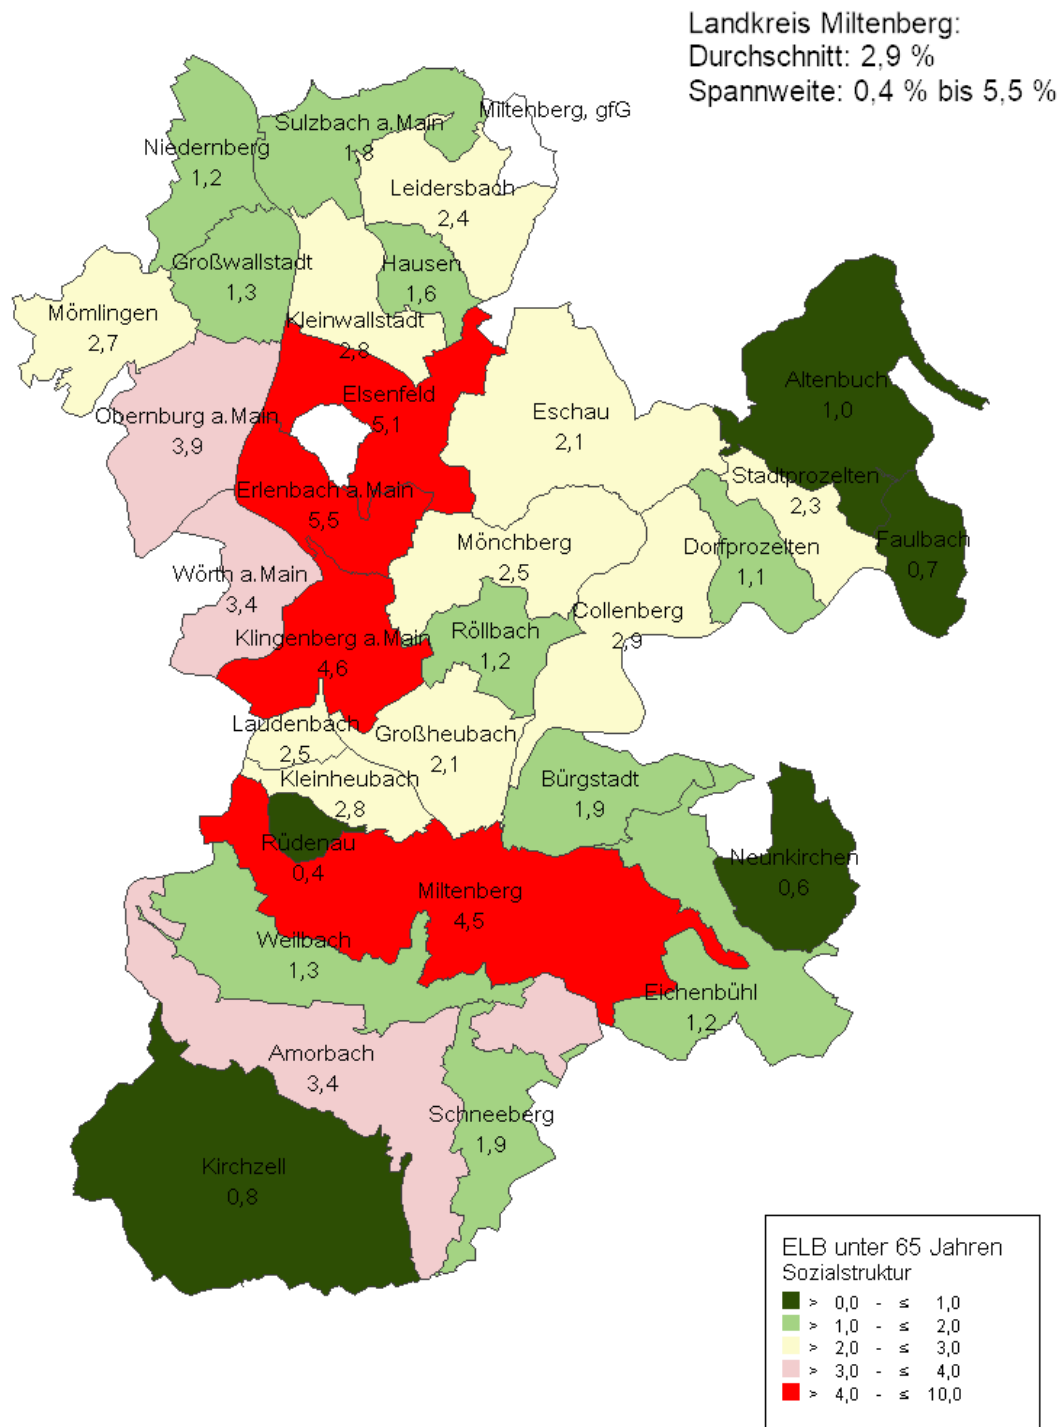 Landkreis Miltenberg:
Durchschnitt: 2,9 %
Spannweite: 0,4 % bis 5,5 %
Miltenberg, gfG
Sulzbach a.Main
1,8
Niedernberg
1,2
Leidersbach
2,4
Großwallstadt
1,3
Hausen
1,6
Mömlingen
2,7
Kleinwallstadt
2,8
Elsenfeld
5,1
Altenbuch
1,0
Obernburg a.Main
3,9
Eschau
2,1
Stadtprozelten
2,3
Erlenbach a.Main
5,5
Mönchberg
2,5
Dorfprozelten
1,1
Faulbach
0,7
Wörth a.Main
3,4
Collenberg
2,9
Klingenberg a.Main
4,6
Röllbach
1,2
Laudenbach
2,5
Großheubach
2,1
Kleinheubach
2,8
Bürgstadt
1,9
Rüdenau
0,4
Neunkirchen
0,6
Miltenberg
4,5
Weilbach
1,3
Eichenbühl
1,2
Amorbach
3,4
Schneeberg
1,9
Kirchzell
0,8
ELB unter 65 Jahren
Sozialstruktur
> 0,0 - ≤ 1,0
> 1,0 - ≤ 2,0
> 2,0 - ≤ 3,0
> 3,0 - ≤ 4,0
> 4,0 - ≤ 10,0